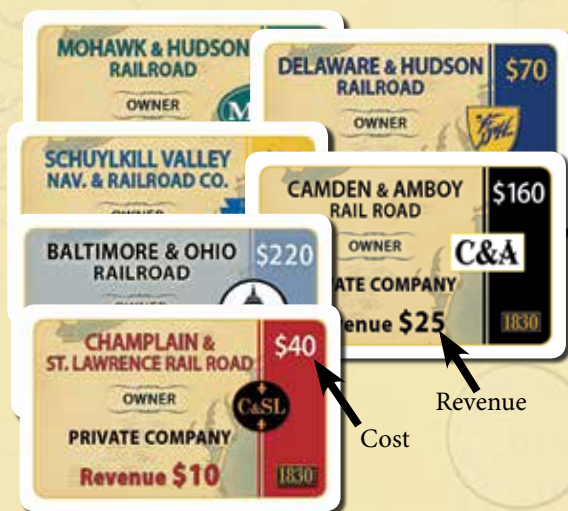 MOHAWK & HUDSON
RAILROAD
OWNER
M
DELAWARE & HUDSON
RAILROAD
$70
OWNER
SCHUYLKILL VALLEY
NAV. & RAILROAD CO.
OWNER
CAMDEN & AMBOY
RAIL ROAD
$160
OWNER
C&A
ATE COMPANY
enue $25
1830
BALTIMORE & OHIO
RAILROAD
$220
CHAMPLAIN &
ST. LAWRENCE RAIL ROAD
$40
OWNER
C&SL
PRIVATE COMPANY
Revenue $10
1830
Revenue
Cost